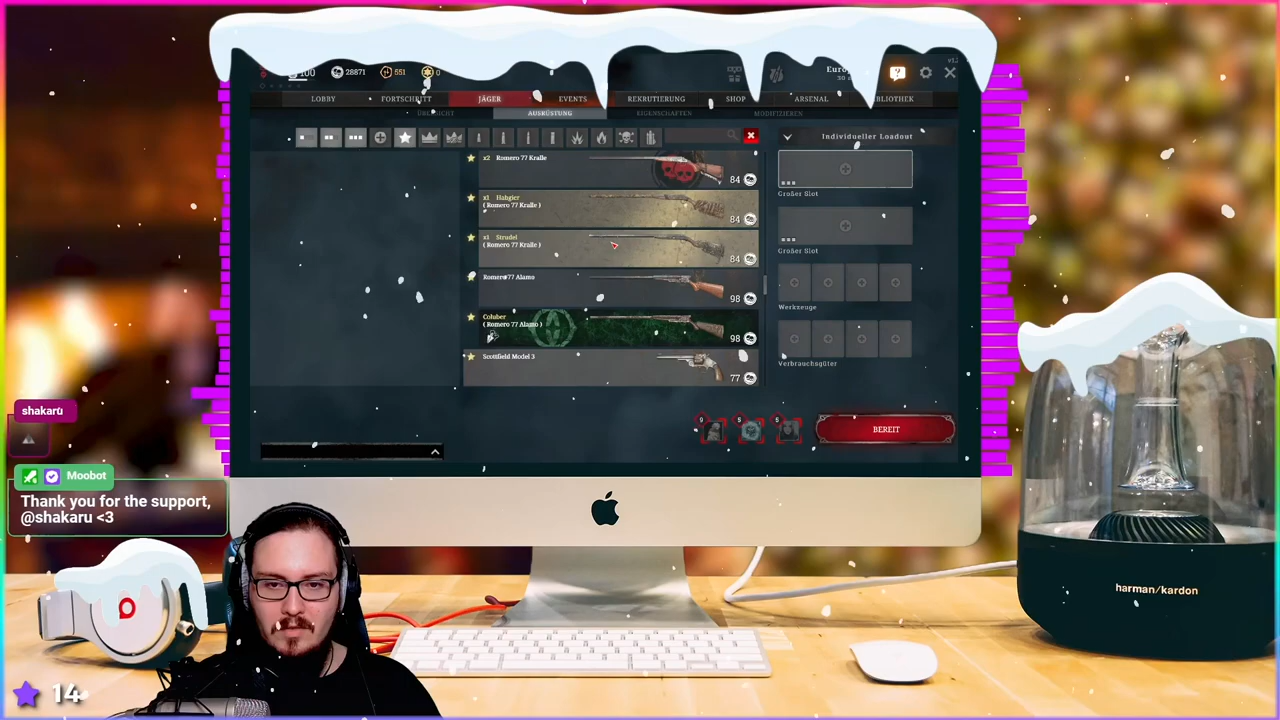 100
28871
551
0
LOBBY
FORTSCHRITT
JÄGER
EVENTS
REKRUTIERUNG
SHOP
ARSENAL
BIBLIOTHEK
ÜBERSICHT
AUSRÜSTUNG
EIGENSCHAFTEN
MODIFIZIEREN
Individueller Loadout
x2 Romero 77 Kralle
84
x1 Habgier
( Romero 77 Kralle )
84
x1 Strudel
( Romero 77 Kralle )
84
Romero 77 Alamo
98
Coluber
( Romero 77 Alamo )
98
Scottfield Model 3
77
Großer Slot
Großer Slot
Werkzeuge
Verbrauchsgüter
BEREIT
shakaru
Moobot
Thank you for the support,
@shakaru <3
harman/kardon
14